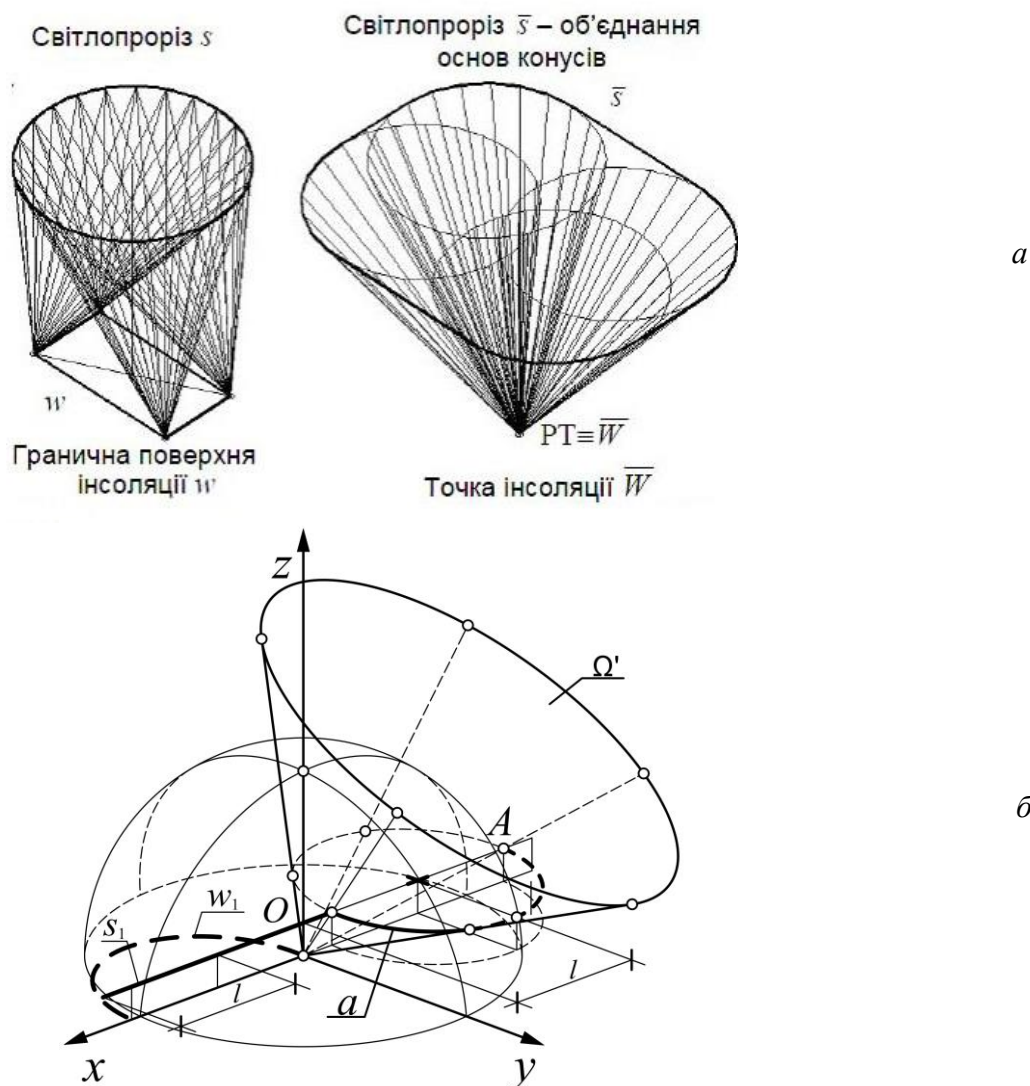 Світлопроріз s
Світлопроріз s̅ – об’єднання
основ конусів
s̅
w
PT≡W̅
Гранична поверхня
інсоляції w
Точка інсоляції W̅
а
z
Ω'
A
O
w₁
s₁
l
l
a
x
y
б